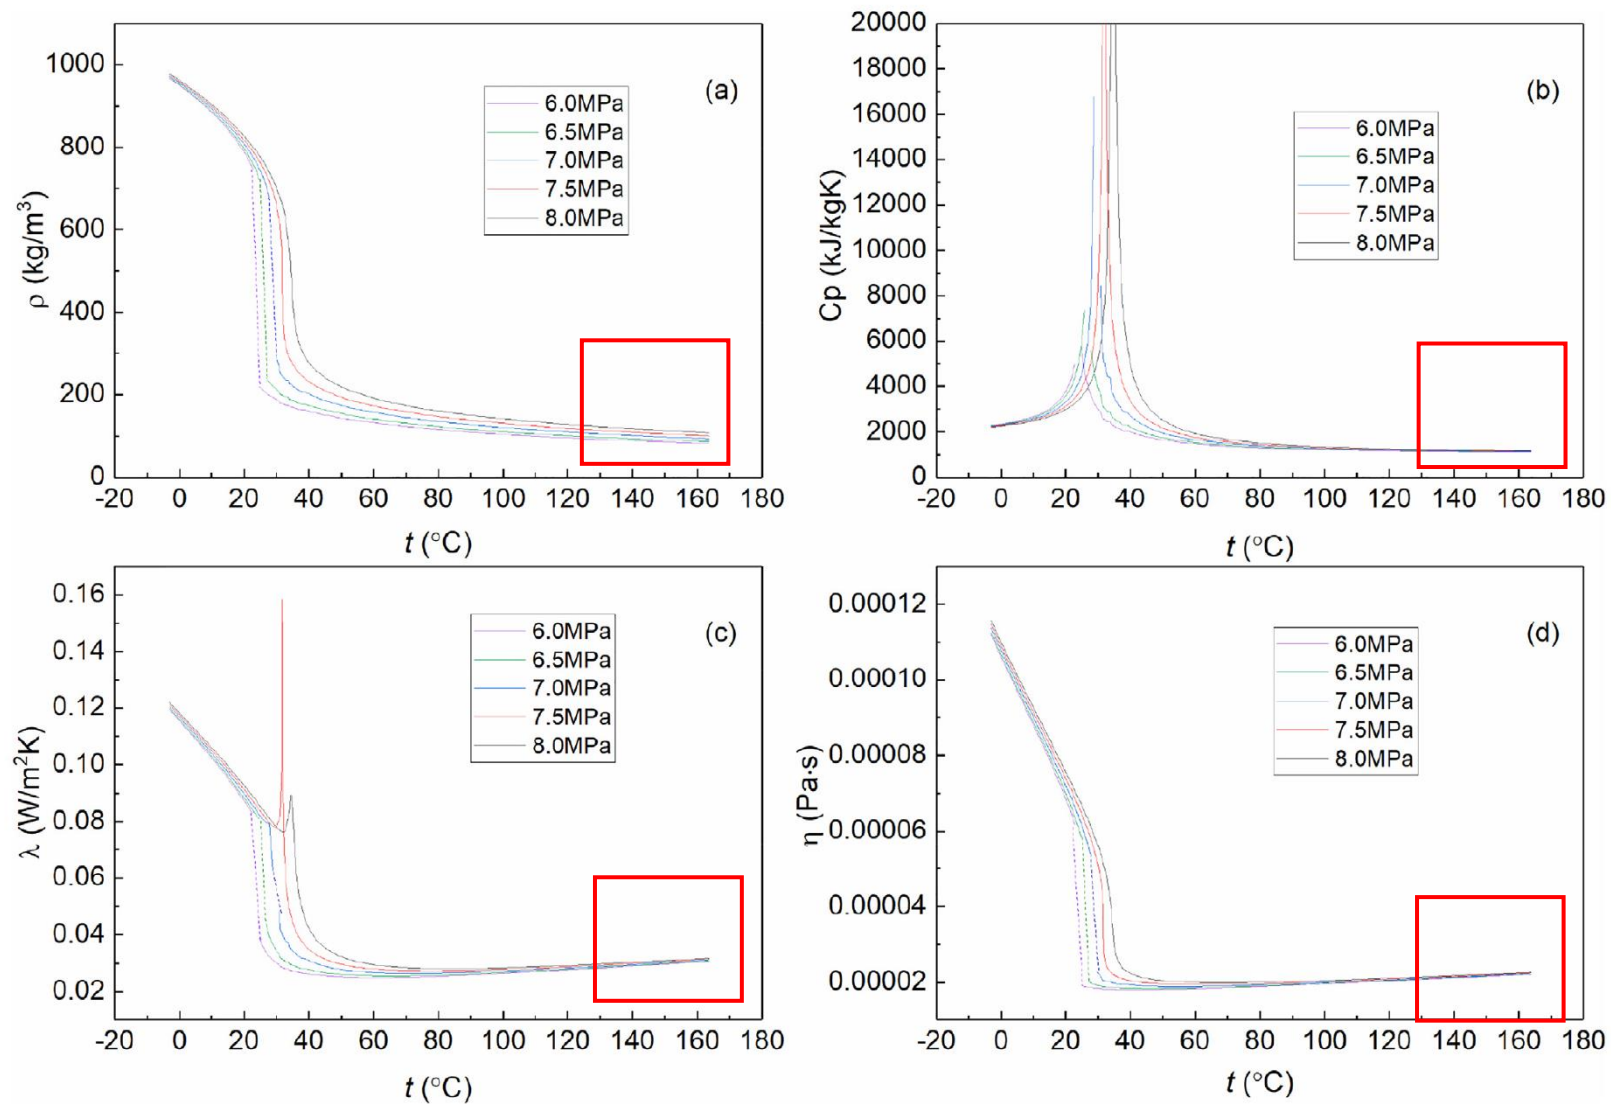 (a)
1000
800
600
400
200
0
ρ (kg/m³)
6.0MPa
6.5MPa
7.0MPa
7.5MPa
8.0MPa
-20 0 20 40 60 80 100 120 140 160 180
t (°C)
(b)
20000
18000
16000
14000
12000
10000
8000
6000
4000
2000
0
Cp (kJ/kgK)
6.0MPa
6.5MPa
7.0MPa
7.5MPa
8.0MPa
-20 0 20 40 60 80 100 120 140 160 180
t (°C)
(c)
0.16
0.14
0.12
0.10
0.08
0.06
0.04
0.02
λ (W/m²K)
6.0MPa
6.5MPa
7.0MPa
7.5MPa
8.0MPa
-20 0 20 40 60 80 100 120 140 160 180
t (°C)
(d)
0.00012
0.00010
0.00008
0.00006
0.00004
0.00002
η (Pa·s)
6.0MPa
6.5MPa
7.0MPa
7.5MPa
8.0MPa
-20 0 20 40 60 80 100 120 140 160 180
t (°C)